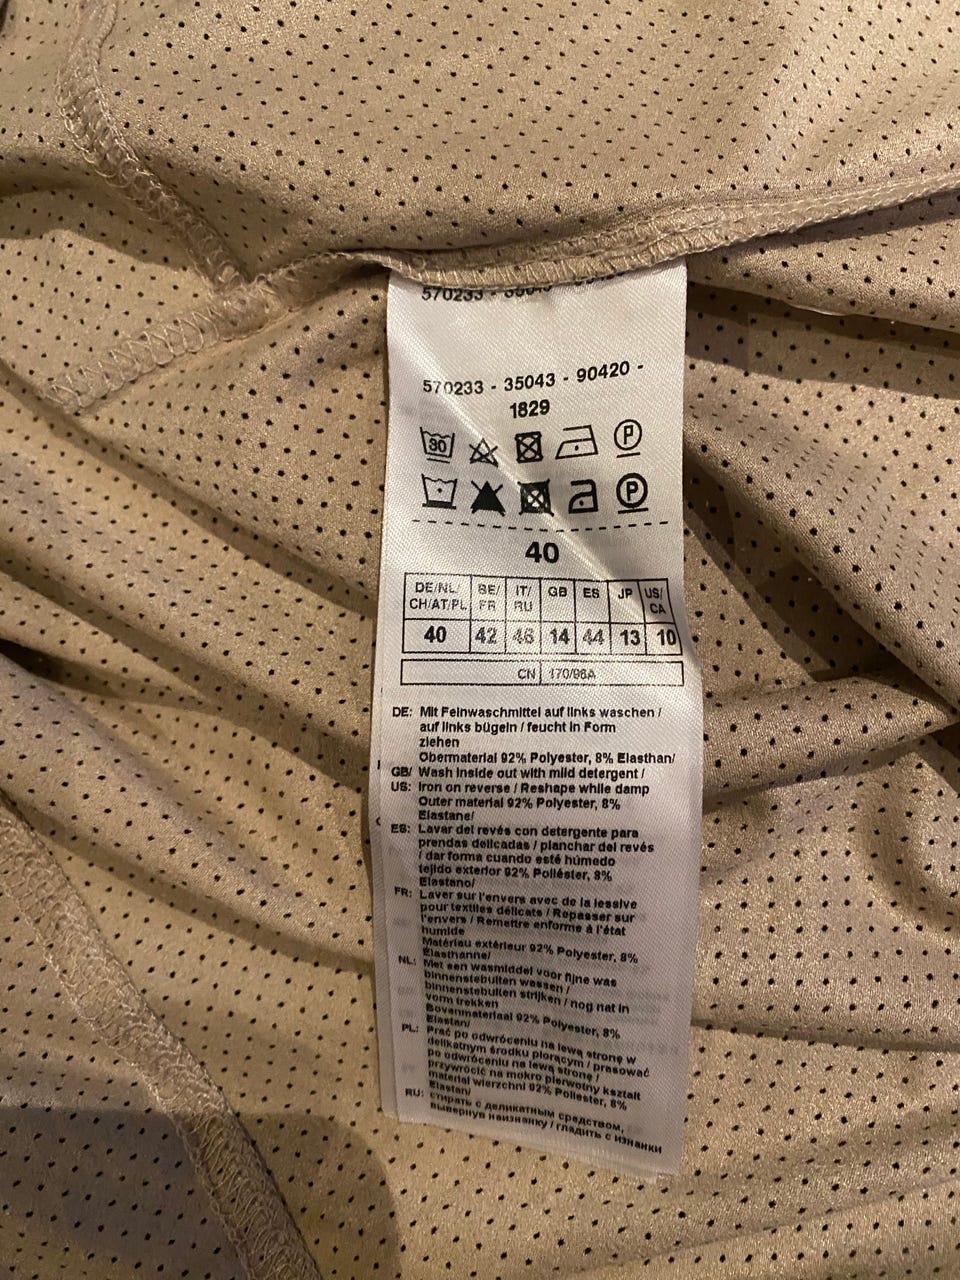 570233 -
570233 - 35043 - 90420 -
1829
30 P
P
40
DE/NL/ CH/AT/PL BE/ FR IT/ RU GB ES JP US/ CA
40 42 46 14 44 13 10
CN 170/96A
DE: Mit Feinwaschmittel auf links waschen /
auf links bügeln / feucht in Form
ziehen
Obermaterial 92% Polyester, 8% Elasthan/
GB/ Wash inside out with mild detergent /
US: Iron on reverse / Reshape while damp
Outer material 92% Polyester, 8%
Elastane/
ES: Lavar del revés con detergente para
prendas delicadas / planchar del revés
/ dar forma cuando esté húmedo
tejido exterior 92% Poliéster, 8%
Elastano/
FR: Laver sur l'envers avec de la lessive
pour textiles délicats / Repasser sur
l'envers / Remettre enforme à l'état
humide
Matériau extérieur 92% Polyester, 8%
Élasthanne/
NL: Met een wasmiddel voor fijne was
binnenstebuiten wassen /
binnenstebuiten strijken / nog nat in
vorm trekken
Bovenmateriaal 92% Polyester, 8%
Elastan/
PL: Prać po odwróceniu na lewą stronę w
delikatnym środku piorącym / prasować
po odwróceniu na lewą stronę /
przywrócić na mokro pierwotny kształt
materiał wierzchni 92% Poliester, 8%
Elastan/
RU: стирать с деликатным средством,
вывернув наизнанку / гладить с изнанки